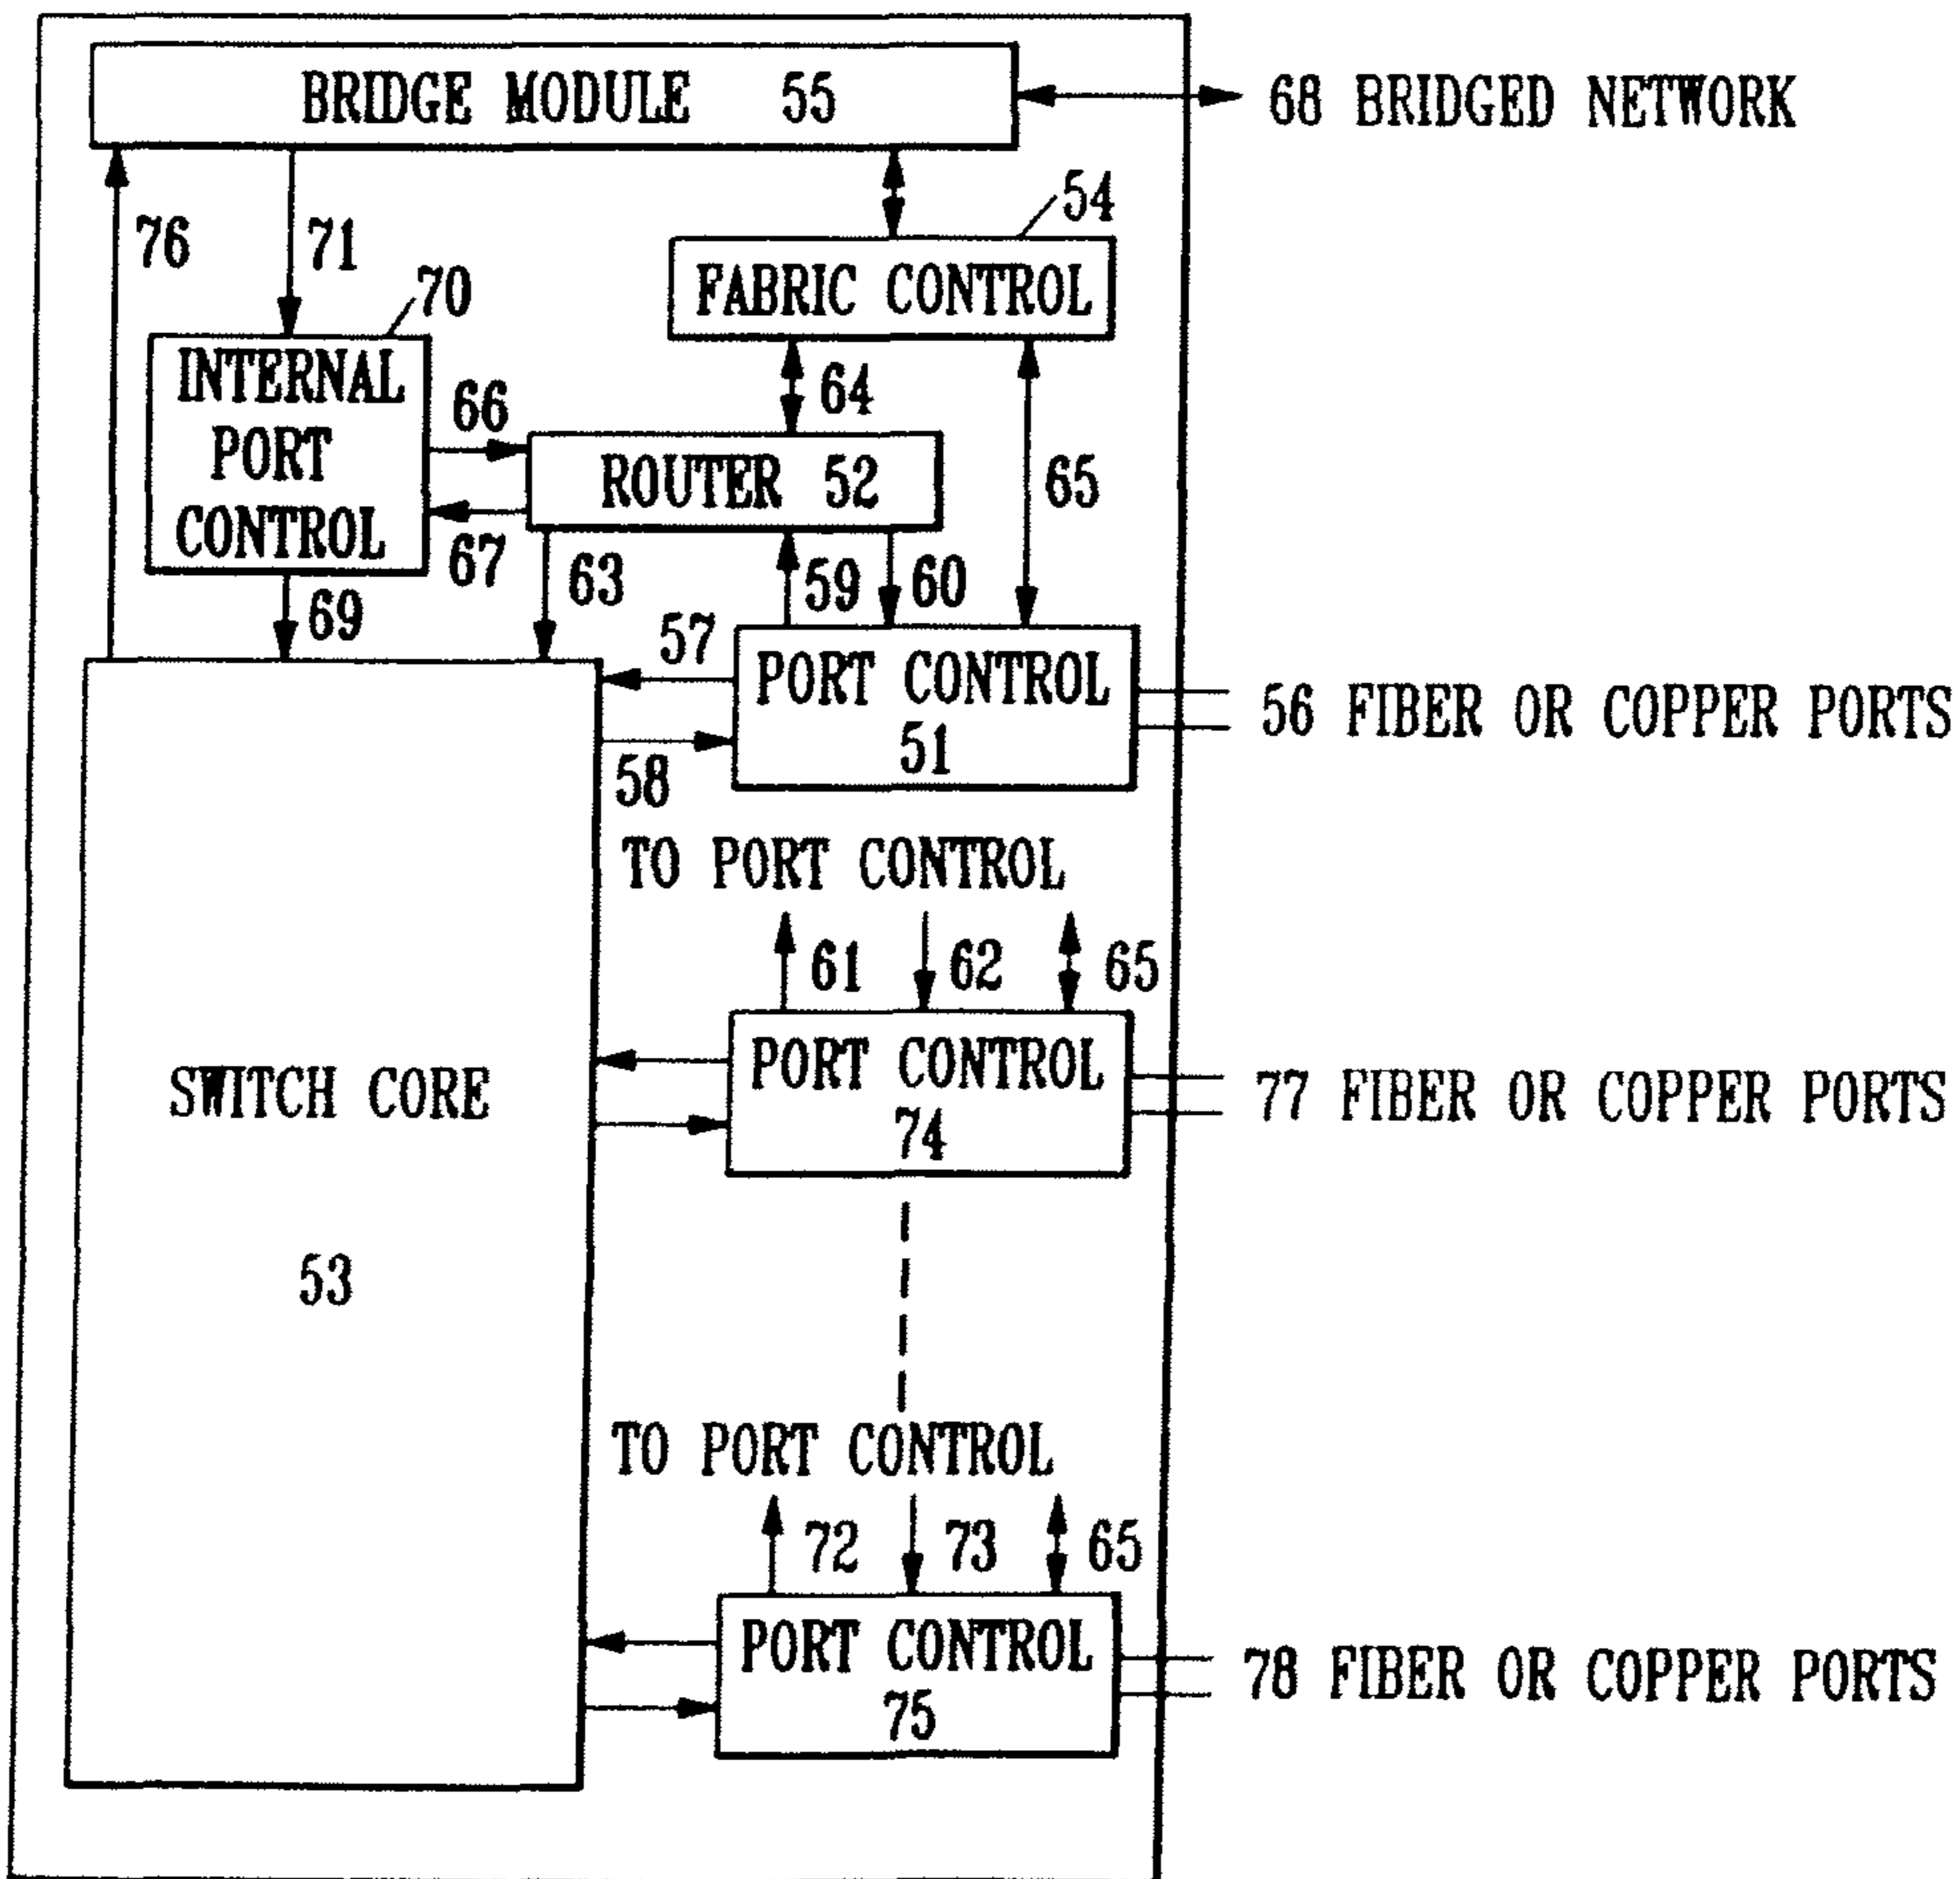 BRIDGE MODULE 55
68 BRIDGED NETWORK
54
76
71
70
FABRIC CONTROL
INTERNAL
PORT
CONTROL
66
64
ROUTER 52
65
67
63
59
60
69
57
PORT CONTROL
51
56 FIBER OR COPPER PORTS
58
TO PORT CONTROL
61
62
65
PORT CONTROL
74
77 FIBER OR COPPER PORTS
SWITCH CORE
53
TO PORT CONTROL
72
73
65
PORT CONTROL
75
78 FIBER OR COPPER PORTS